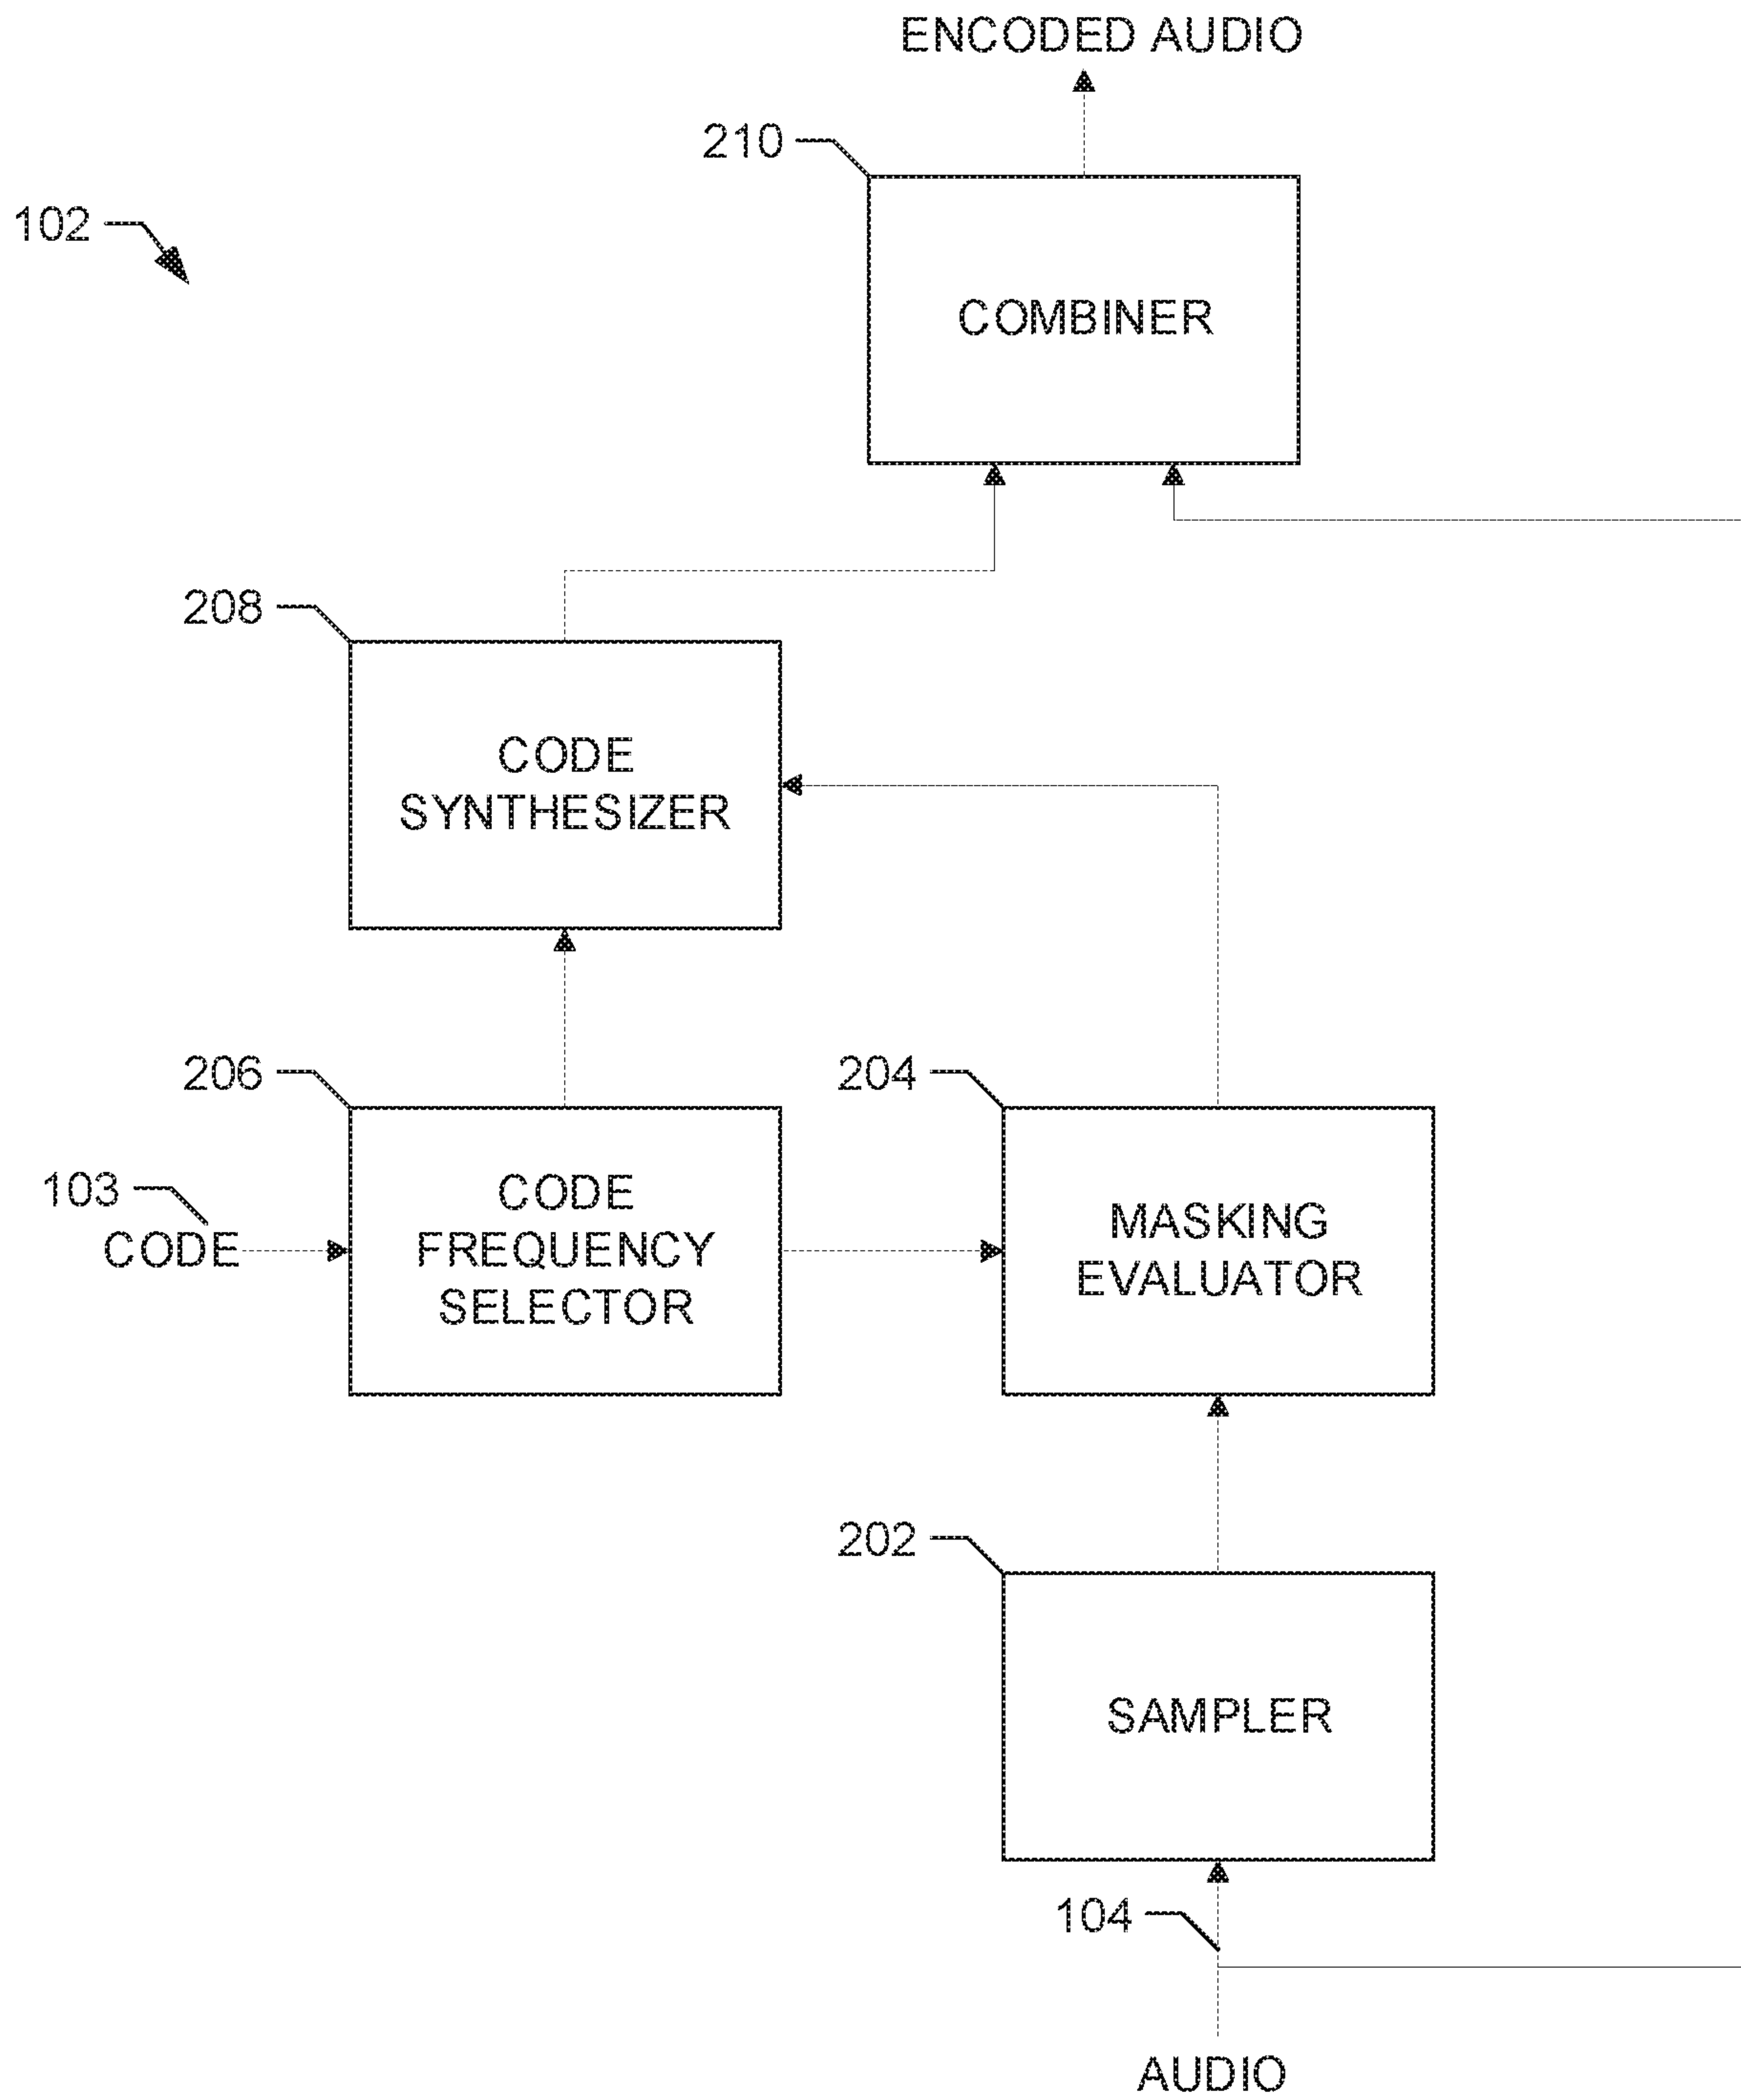 ENCODED AUDIO
210
102
COMBINER
208
CODE
SYNTHESIZER
206
204
103
CODE
CODE
FREQUENCY
SELECTOR
MASKING
EVALUATOR
202
SAMPLER
104
AUDIO